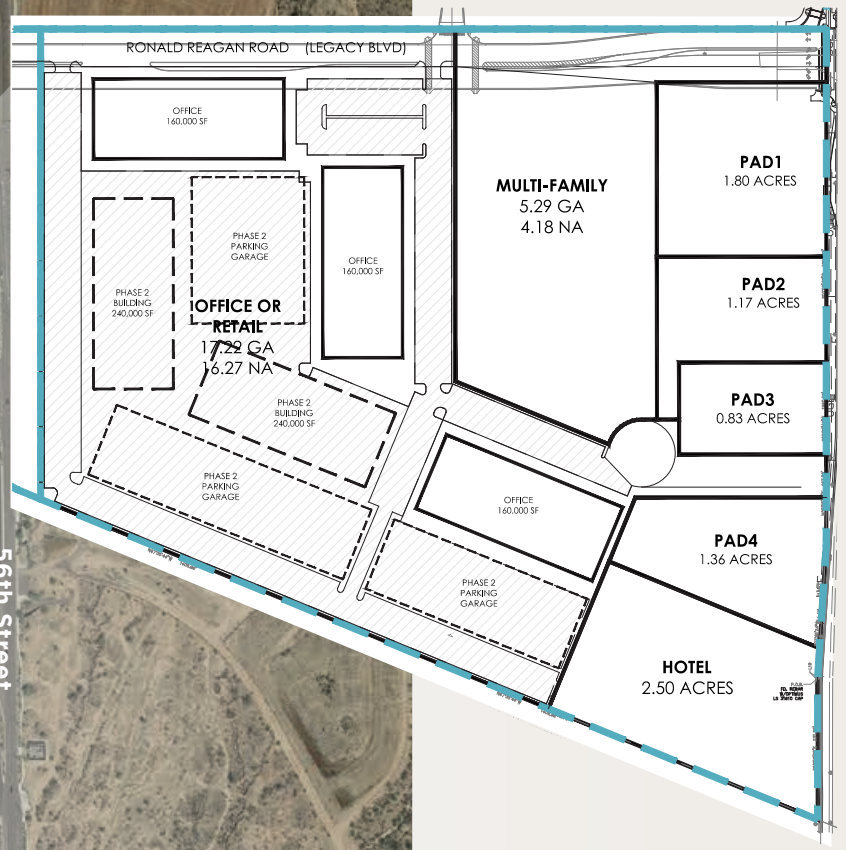 RONALD REAGAN ROAD (LEGACY BLVD)
OFFICE
160,000 SF
MULTI-FAMILY
5.29 GA
4.18 NA
PAD1
1.80 ACRES
PHASE 2
PARKING
GARAGE
OFFICE
160,000 SF
PHASE 2
BUILDING
240,000 SF
OFFICE OR
RETAIL
17.22 GA
16.27 NA
PAD2
1.17 ACRES
PAD3
0.83 ACRES
PHASE 2
BUILDING
240,000 SF
PHASE 2
PARKING
GARAGE
OFFICE
160,000 SF
PAD4
1.36 ACRES
PHASE 2
PARKING
GARAGE
HOTEL
2.50 ACRES
56th Street